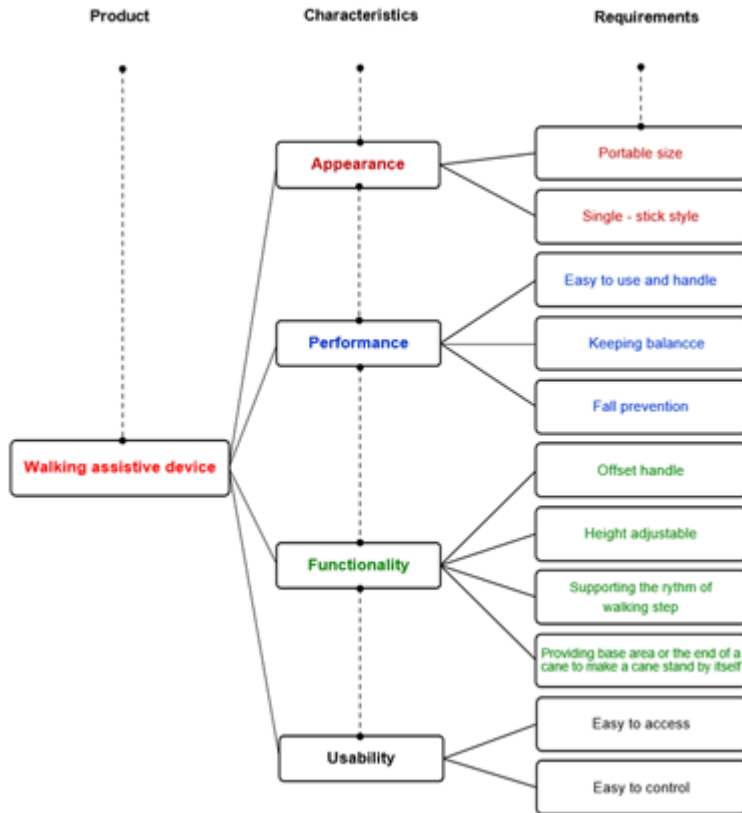 Product
Characteristics
Requirements
Appearance
Portable size
Single - stick style
Performance
Easy to use and handle
Keeping balancce
Fall prevention
Walking assistive device
Functionality
Offset handle
Height adjustable
Supporting the rythm of
walking step
Providing base area or the end of a
cane to make a cane stand by itself
Usability
Easy to access
Easy to control